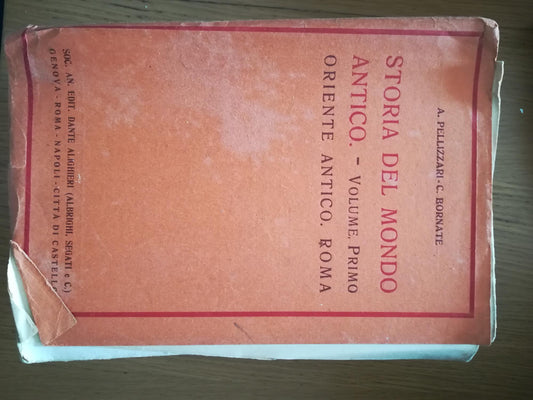 A. PELLIZZARI - C. BORNATE
STORIA DEL MONDO
ANTICO. - VOLUME PRIMO
ORIENTE ANTICO. ROMA
SOC. AN. EDIT. DANTE ALIGHIERI (ALBRIGHI, SEGATI e C.)
GENOVA - ROMA - NAPOLI - CITTÀ DI CASTELLO